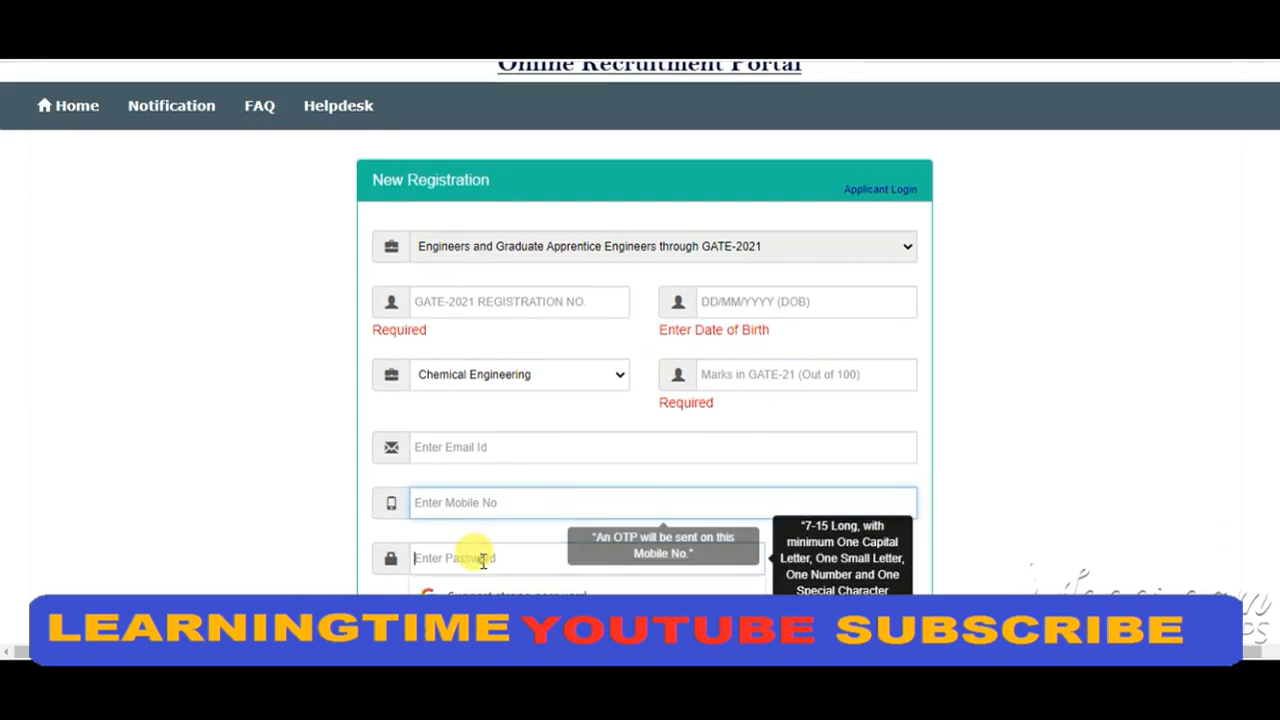 Online Recruitment Portal
Home Notification FAQ Helpdesk
New Registration
Applicant Login
Engineers and Graduate Apprentice Engineers through GATE-2021
GATE-2021 REGISTRATION NO. DD/MM/YYYY (DOB)
Required Enter Date of Birth
Chemical Engineering Marks in GATE-21 (Out of 100)
Required
Enter Email Id
Enter Mobile No
"An OTP will be sent on this
Mobile No."
"7-15 Long, with
minimum One Capital
Letter, One Small Letter,
One Number and One
Special Character
Enter Password
Suggest strong password
LEARNINGTIME YOUTUBE SUBSCRIBE